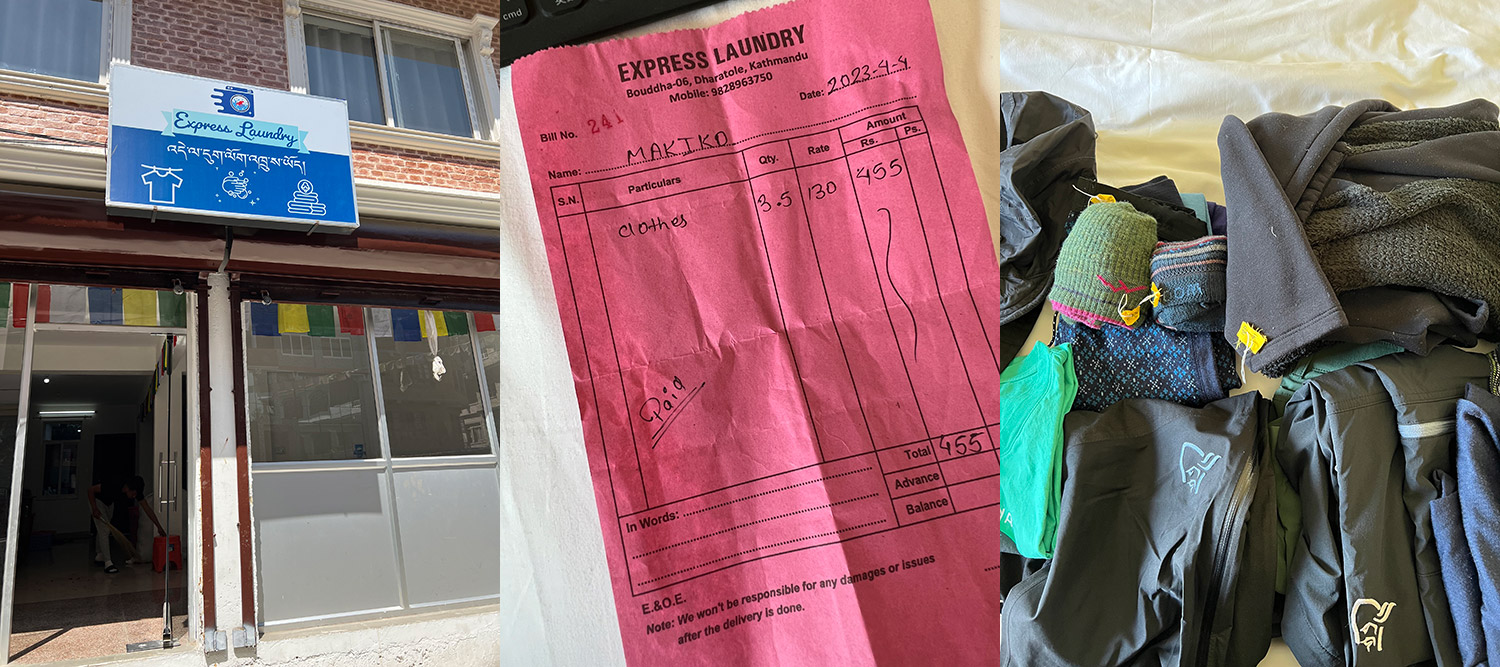 cmd
Express Laundry
འདི་ལ་དུག་ལོག་འཁྲུ་ས་ཡོད།
EXPRESS LAUNDRY
Bouddha-06, Dharatole, Kathmandu
Mobile: 9828963750
Date: 2023-4-4
Bill No. 241
Name: MAKIKO
S.N. Particulars Qty. Rate Amount
Rs. Ps.
clothes 3.5 130 455
Paid
Total 455
Advance
In Words:
Balance
E.&O.E.
Note: We won't be responsible for any damages or issues
after the delivery is done.